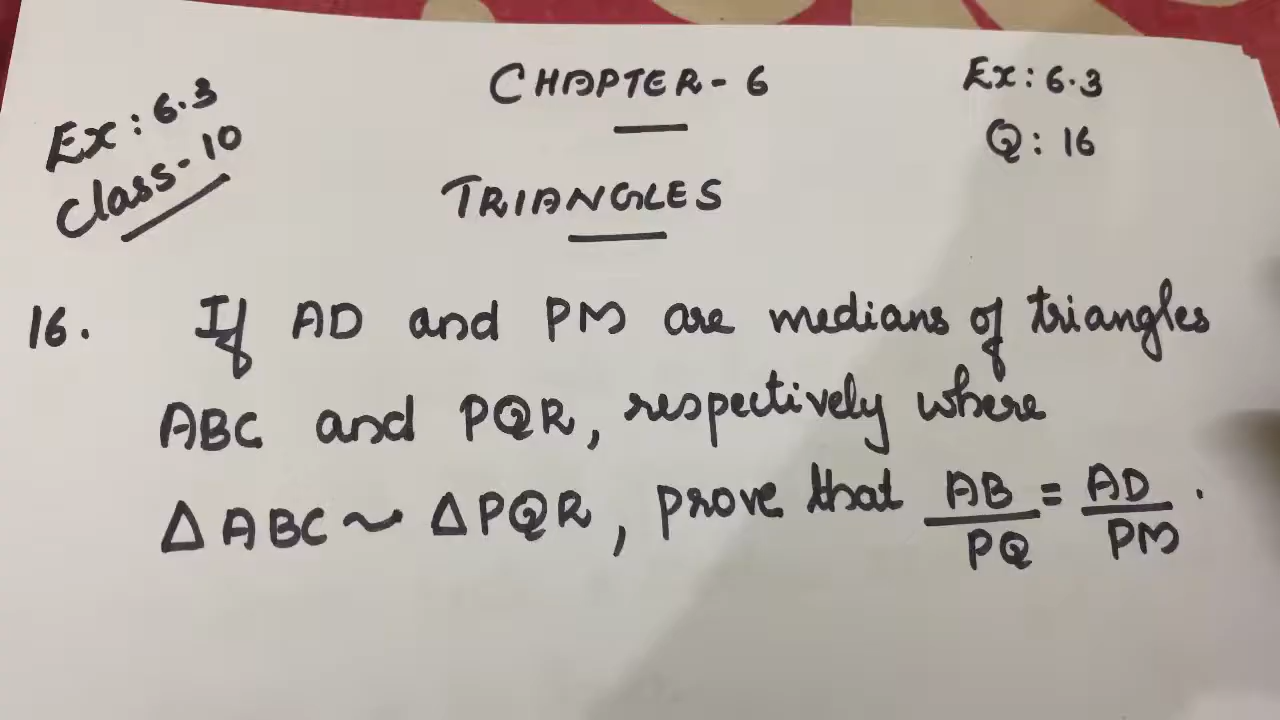 Ex: 6.3
Class-10
CHAPTER-6
TRIANGLES
Ex: 6.3
Q: 16
16. If AD and PM are medians of triangles
ABC and PQR, respectively where
Δ ABC ~ ΔPQR, prove that AB/PQ = AD/PM.